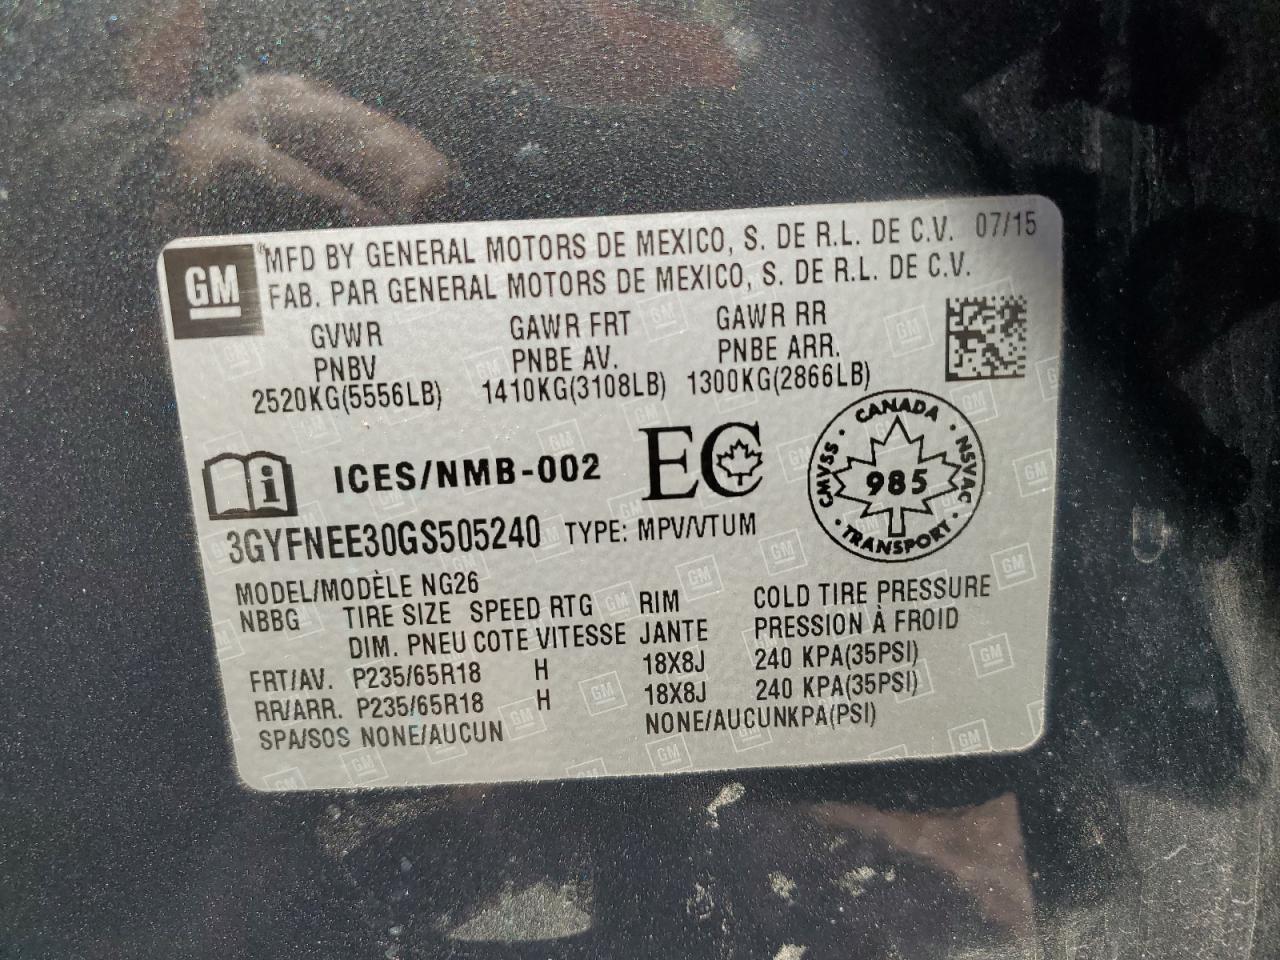 GM
MFD BY GENERAL MOTORS DE MEXICO, S. DE R.L. DE C.V. 07/15
FAB. PAR GENERAL MOTORS DE MEXICO, S. DE R.L. DE C.V.
GVWR GAWR FRT GAWR RR
PNBV PNBE AV. PNBE ARR.
2520KG(5556LB) 1410KG(3108LB) 1300KG(2866LB)
i ICES/NMB-002 EC
CANADA
CMVSS · 985 · NSVAC
TRANSPORT
3GYFNEE30GS505240 TYPE: MPV/VTUM
MODEL/MODÈLE NG26
NBBG TIRE SIZE SPEED RTG RIM COLD TIRE PRESSURE
DIM. PNEU COTE VITESSE JANTE PRESSION À FROID
FRT/AV. P235/65R18 H 18X8J 240 KPA(35PSI)
RR/ARR. P235/65R18 H 18X8J 240 KPA(35PSI)
SPA/SOS NONE/AUCUN NONE/AUCUNKPA(PSI)